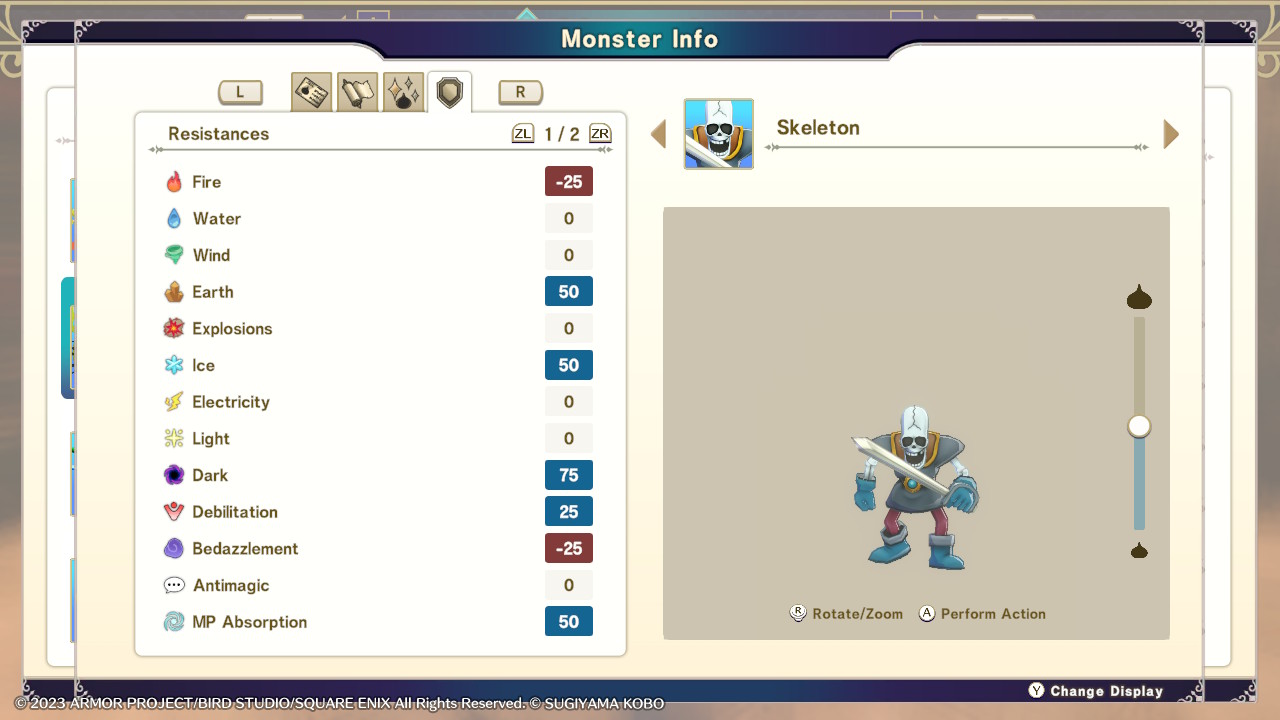 Monster Info
L
R
Resistances
ZL 1 / 2 ZR
Skeleton
Fire -25
Water 0
Wind 0
Earth 50
Explosions 0
Ice 50
Electricity 0
Light 0
Dark 75
Debilitation 25
Bedazzlement -25
Antimagic 0
MP Absorption 50
R Rotate/Zoom A Perform Action
Y Change Display
© 2023 ARMOR PROJECT/BIRD STUDIO/SQUARE ENIX All Rights Reserved. © SUGIYAMA KOBO